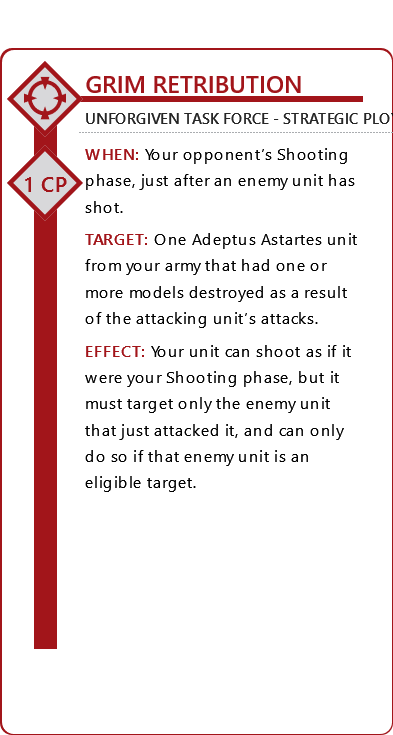 GRIM RETRIBUTION
UNFORGIVEN TASK FORCE - STRATEGIC PLO
1 CP
WHEN: Your opponent's Shooting
phase, just after an enemy unit has
shot.
TARGET: One Adeptus Astartes unit
from your army that had one or
more models destroyed as a result
of the attacking unit's attacks.
EFFECT: Your unit can shoot as if it
were your Shooting phase, but it
must target only the enemy unit
that just attacked it, and can only
do so if that enemy unit is an
eligible target.